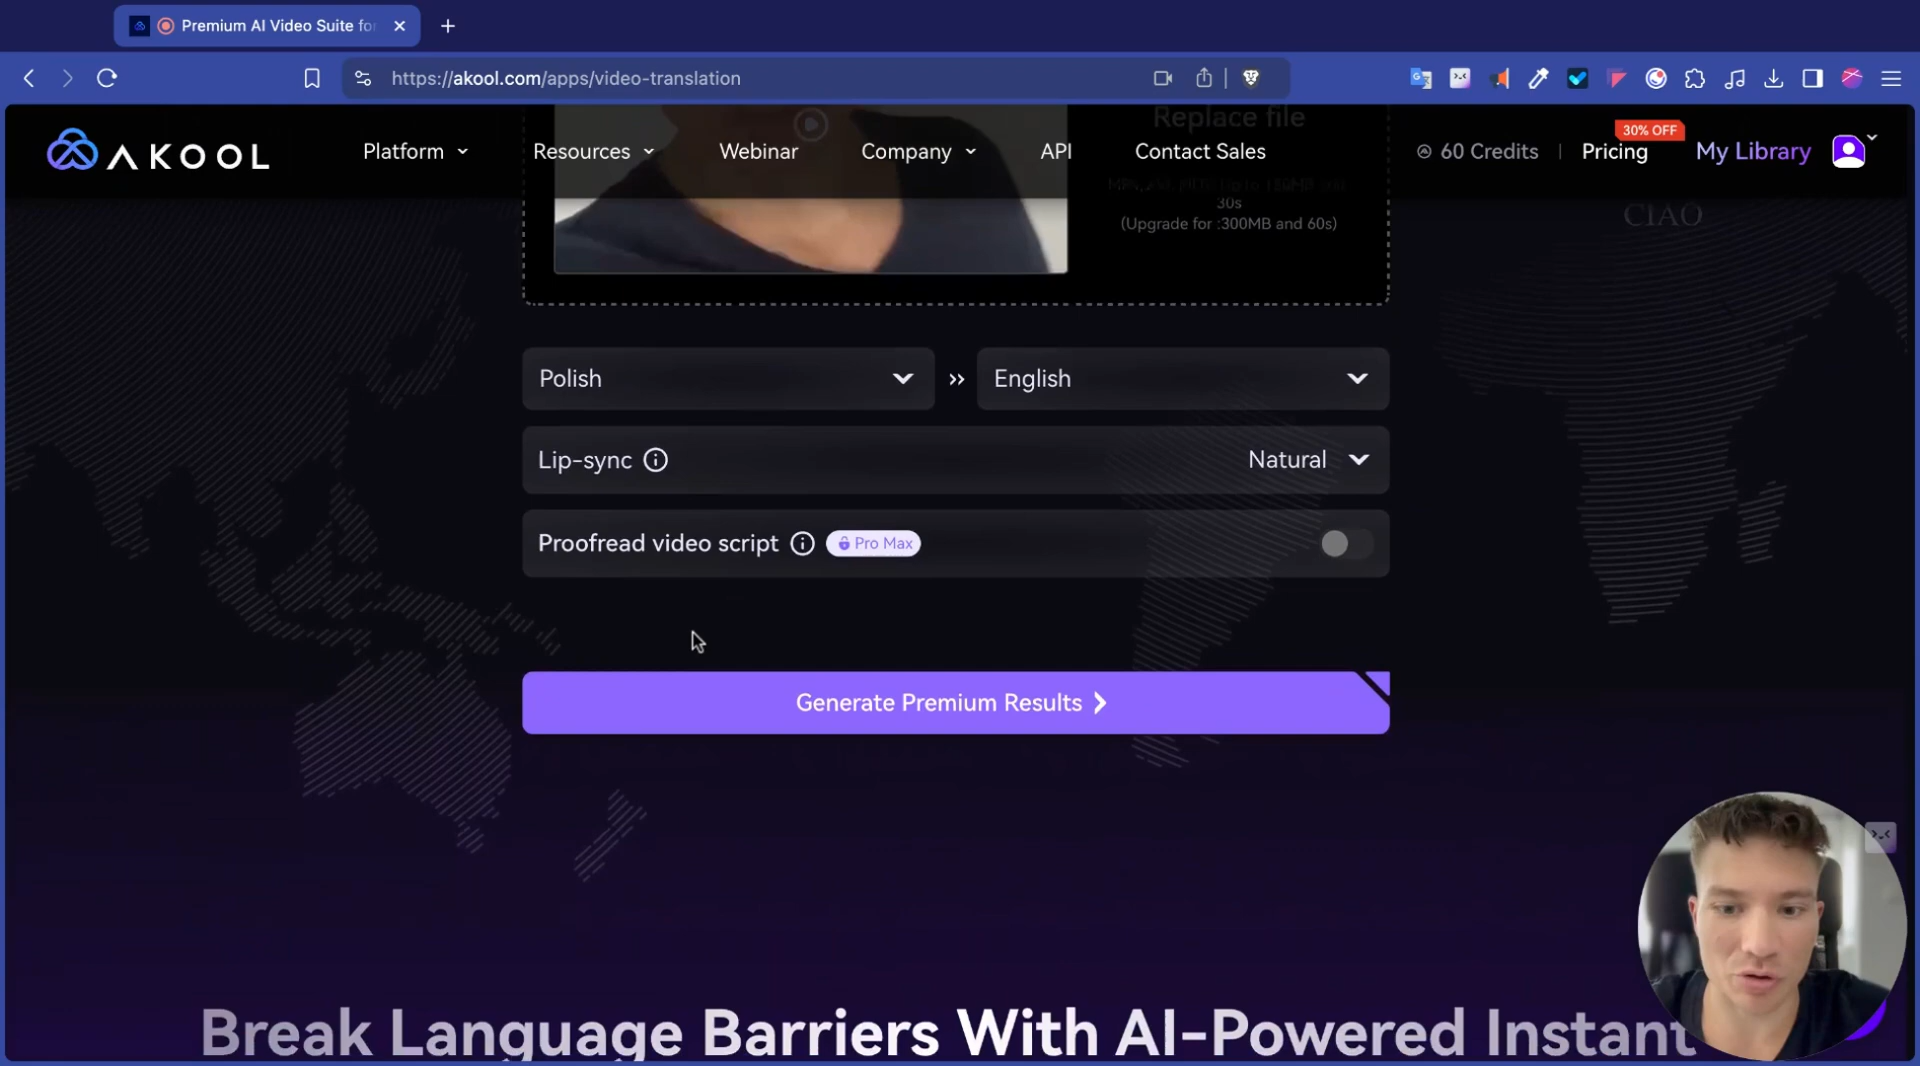 Premium AI Video Suite for
https://akool.com/apps/video-translation
AKOOL
Platform
Resources
Webinar
Company
API
Contact Sales
60 Credits
30% OFF
Pricing
My Library
Replace file
30s
(Upgrade for :300MB and 60s)
CIAO
Polish
English
Lip-sync
Natural
Proofread video script
Pro Max
Generate Premium Results
Break Language Barriers With AI-Powered Instant